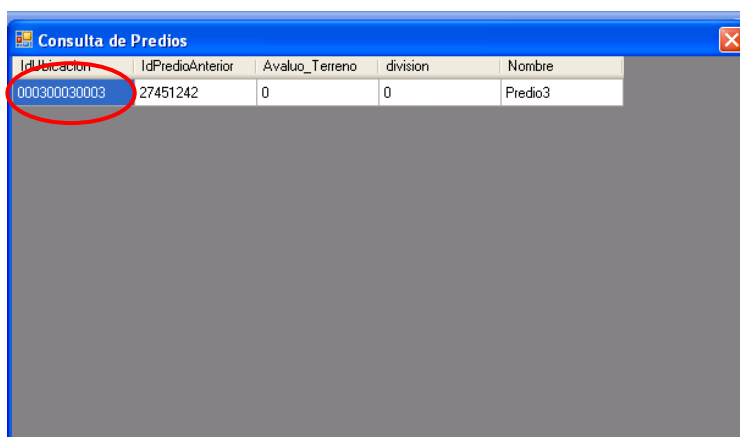 Consulta de Predios
IdUbicacion IdPredioAnterior Avaluo_Terreno division Nombre
000300030003 27451242 0 0 Predio3